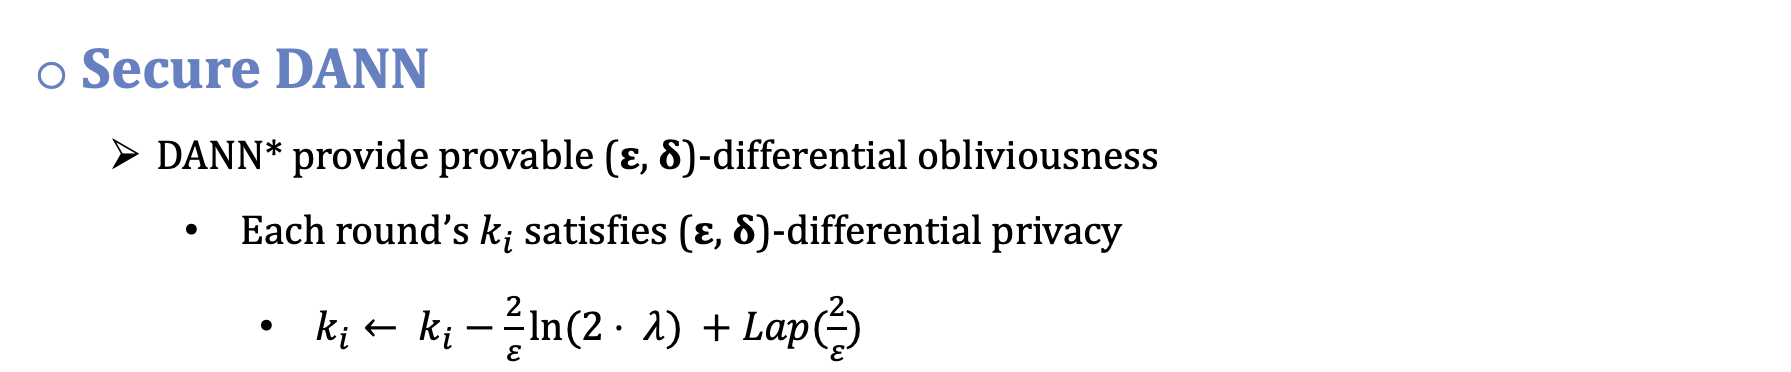 ○ Secure DANN
➢ DANN* provide provable (ε, δ)-differential obliviousness
• Each round’s kᵢ satisfies (ε, δ)-differential privacy
• kᵢ ← kᵢ − 2/ε ln(2 · λ) + Lap(2/ε)